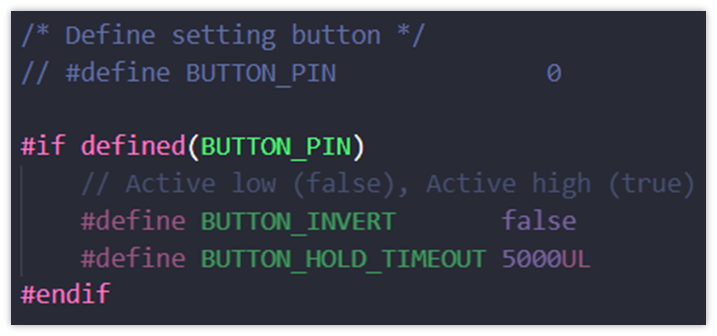 /* Define setting button */
// #define BUTTON_PIN              0
#if defined(BUTTON_PIN)
    // Active low (false), Active high (true)
    #define BUTTON_INVERT       false
    #define BUTTON_HOLD_TIMEOUT 5000UL
#endif